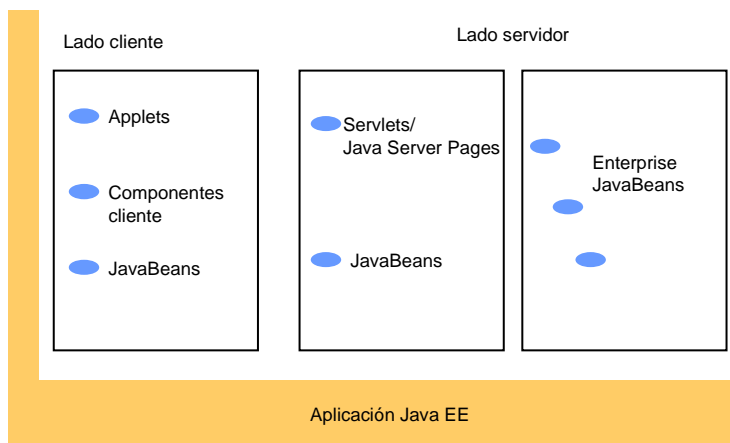 Lado cliente
Lado servidor
Applets
Componentes
cliente
JavaBeans
Servlets/
Java Server Pages
JavaBeans
Enterprise
JavaBeans
Aplicación Java EE